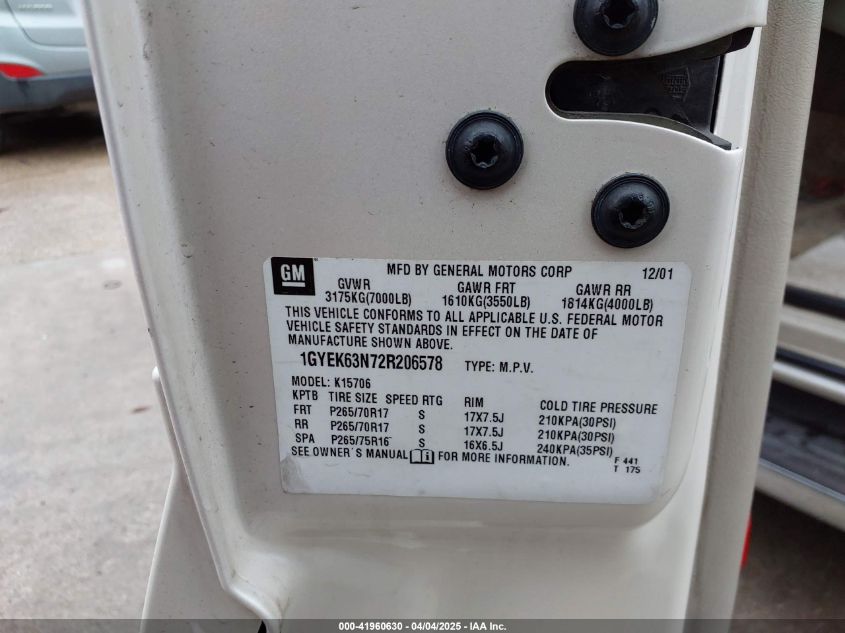 GM
MFD BY GENERAL MOTORS CORP 12/01
GVWR GAWR FRT GAWR RR
3175KG(7000LB) 1610KG(3550LB) 1814KG(4000LB)
THIS VEHICLE CONFORMS TO ALL APPLICABLE U.S. FEDERAL MOTOR
VEHICLE SAFETY STANDARDS IN EFFECT ON THE DATE OF
MANUFACTURE SHOWN ABOVE.
1GYEK63N72R206578 TYPE: M.P.V.
MODEL: K15706
KPTB TIRE SIZE SPEED RTG RIM COLD TIRE PRESSURE
FRT P265/70R17 S 17X7.5J 210KPA(30PSI)
RR P265/70R17 S 17X7.5J 210KPA(30PSI)
SPA P265/75R16 S 16X6.5J 240KPA(35PSI)
SEE OWNER'S MANUAL i FOR MORE INFORMATION.
F 441
T 175
000-41960630 - 04/04/2025 - IAA Inc.